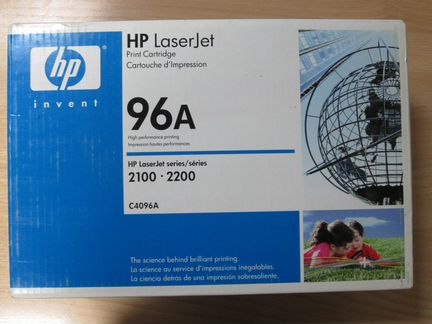 HP LaserJet
Print Cartridge
Cartouche d'Impression
hp
invent
96A
High performance printing
Impression hautes performances
HP LaserJet series/séries
2100 · 2200
C4096A
The science behind brilliant printing.
La science au service d'impressions inégalables.
La ciencia detrás de una impresión sobresaliente.